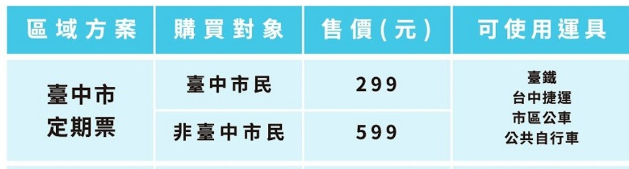 區域方案 購買對象 售價(元) 可使用運具
臺中市
定期票
臺中市民 299
非臺中市民 599
臺鐵
台中捷運
市區公車
公共自行車